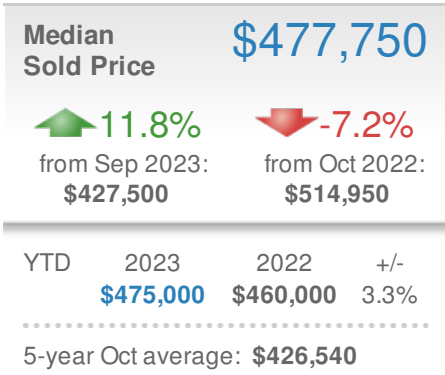 Median
Sold Price
$477,750
11.8%
from Sep 2023:
$427,500
-7.2%
from Oct 2022:
$514,950
YTD 2023 2022 +/-
$475,000 $460,000 3.3%
5-year Oct average: $426,540